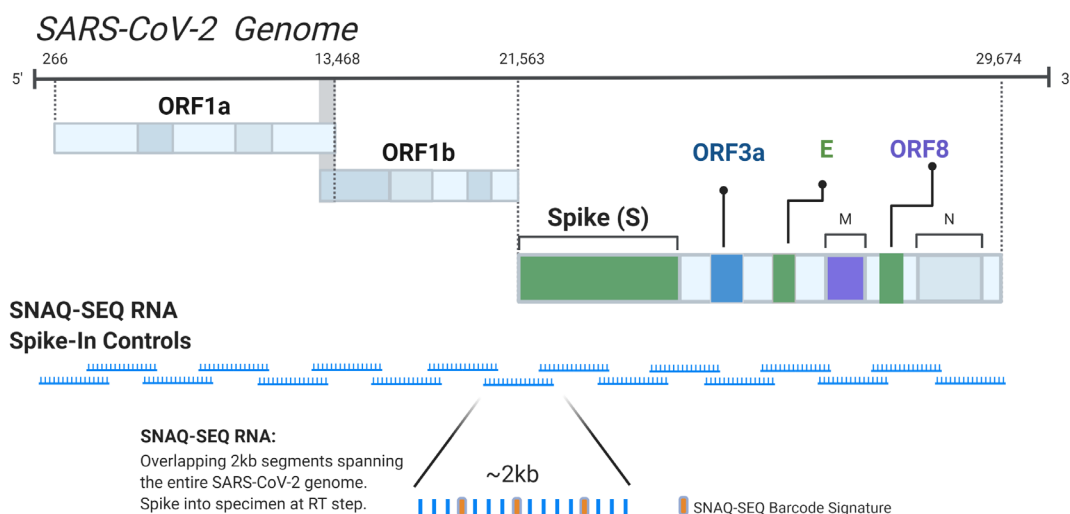 SARS-CoV-2 Genome
266
13,468
21,563
29,674
5'
3
ORF1a
ORF1b
ORF3a
E
ORF8
Spike (S)
M
N
SNAQ-SEQ RNA
Spike-In Controls
SNAQ-SEQ RNA:
Overlapping 2kb segments spanning
the entire SARS-CoV-2 genome.
Spike into specimen at RT step.
~2kb
SNAQ-SEQ Barcode Signature